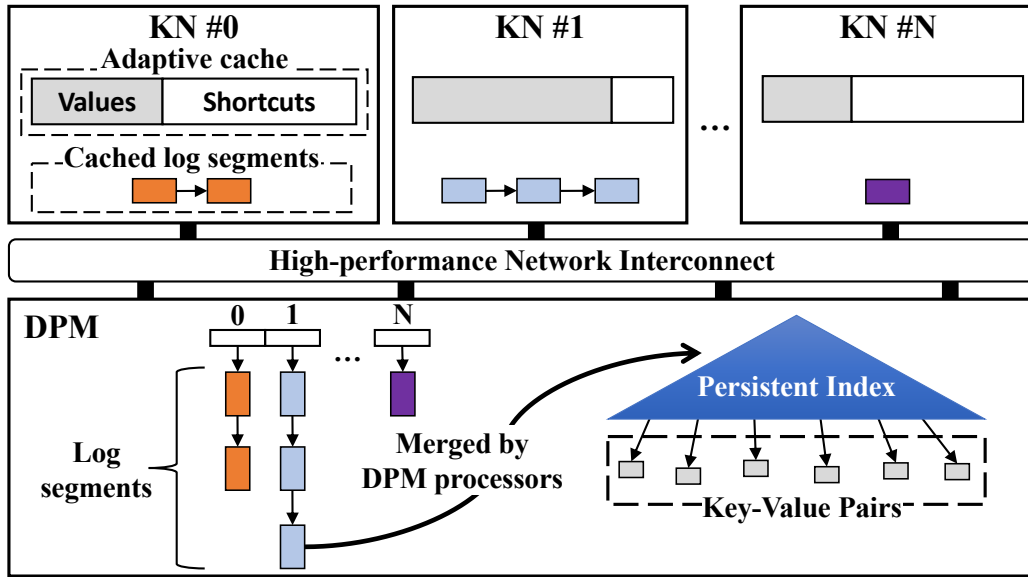 KN #0
Adaptive cache
Values
Shortcuts
Cached log segments
KN #1
...
KN #N
High-performance Network Interconnect
DPM
0
1
...
N
Log
segments
Merged by
DPM processors
Persistent Index
Key-Value Pairs